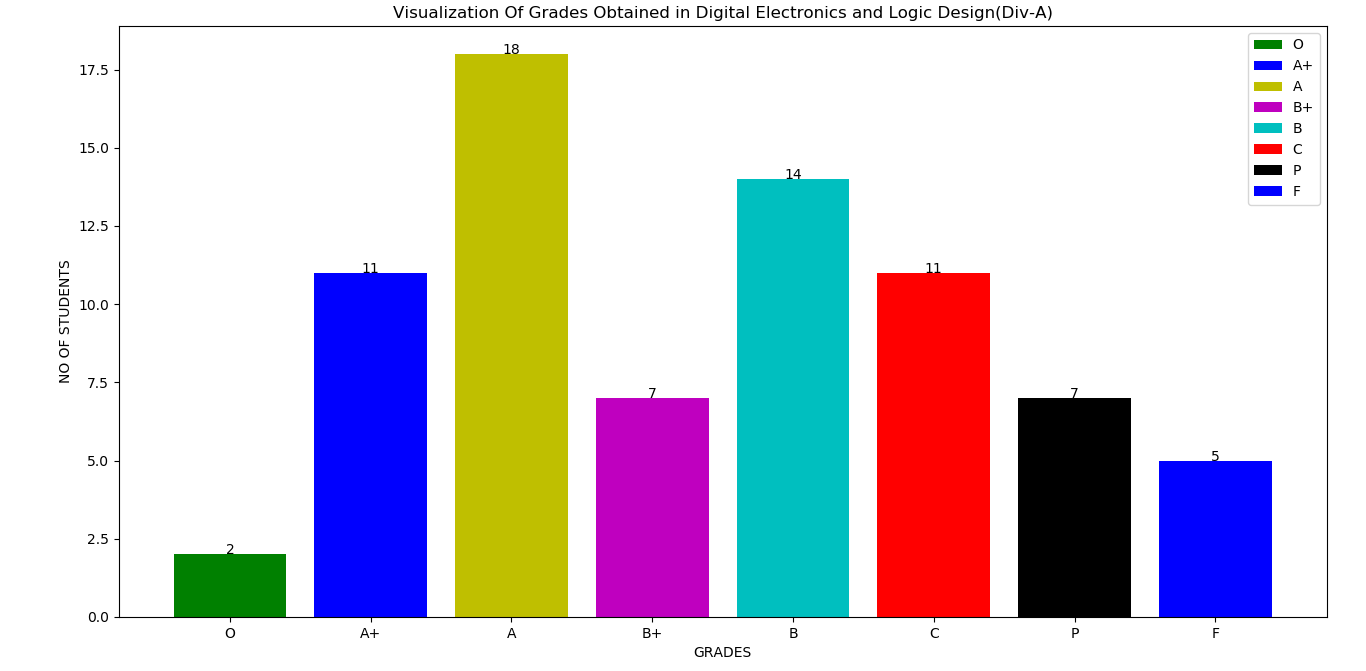 Visualization Of Grades Obtained in Digital Electronics and Logic Design(Div-A)
NO OF STUDENTS
17.5
15.0
12.5
10.0
7.5
5.0
2.5
0.0
2
11
18
7
14
11
7
5
O
A+
A
B+
B
C
P
F
O A+ A B+ B C P F
GRADES